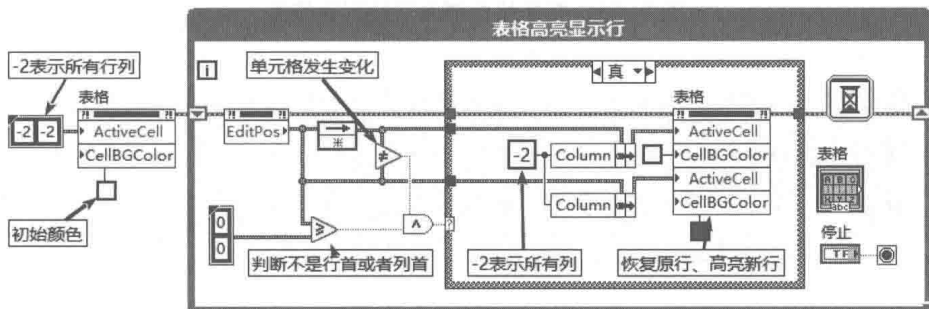 表格高亮显示行
-2表示所有行列
表格
-2 -2
ActiveCell
CellBGColor
初始颜色
i
单元格发生变化
EditPos
≠
0
0
≥
∧
?
判断不是行首或者列首
真
-2
Column
Column
-2表示所有列
表格
ActiveCell
CellBGColor
ActiveCell
CellBGColor
恢复原行、高亮新行
表格
abc
停止
TF